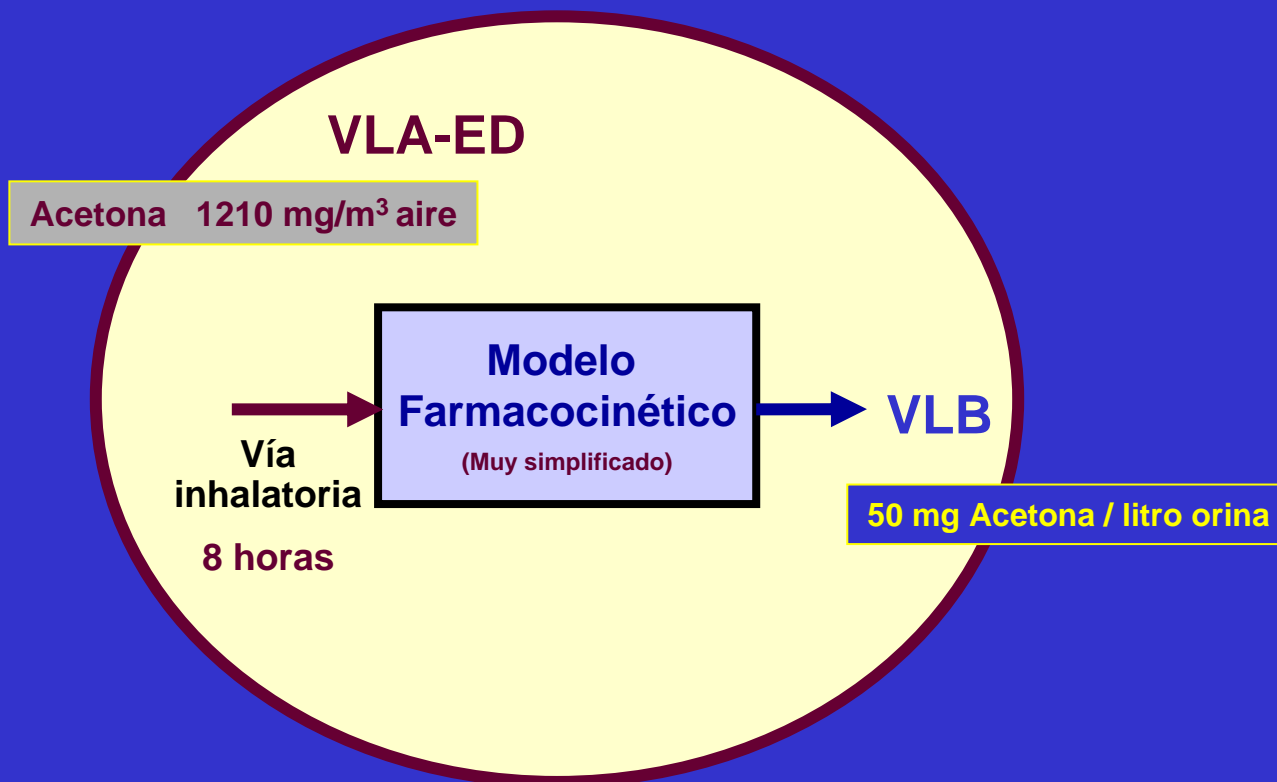 VLA-ED
Acetona 1210 mg/m³ aire
Modelo
Farmacocinético
(Muy simplificado)
Vía
inhalatoria
8 horas
VLB
50 mg Acetona / litro orina